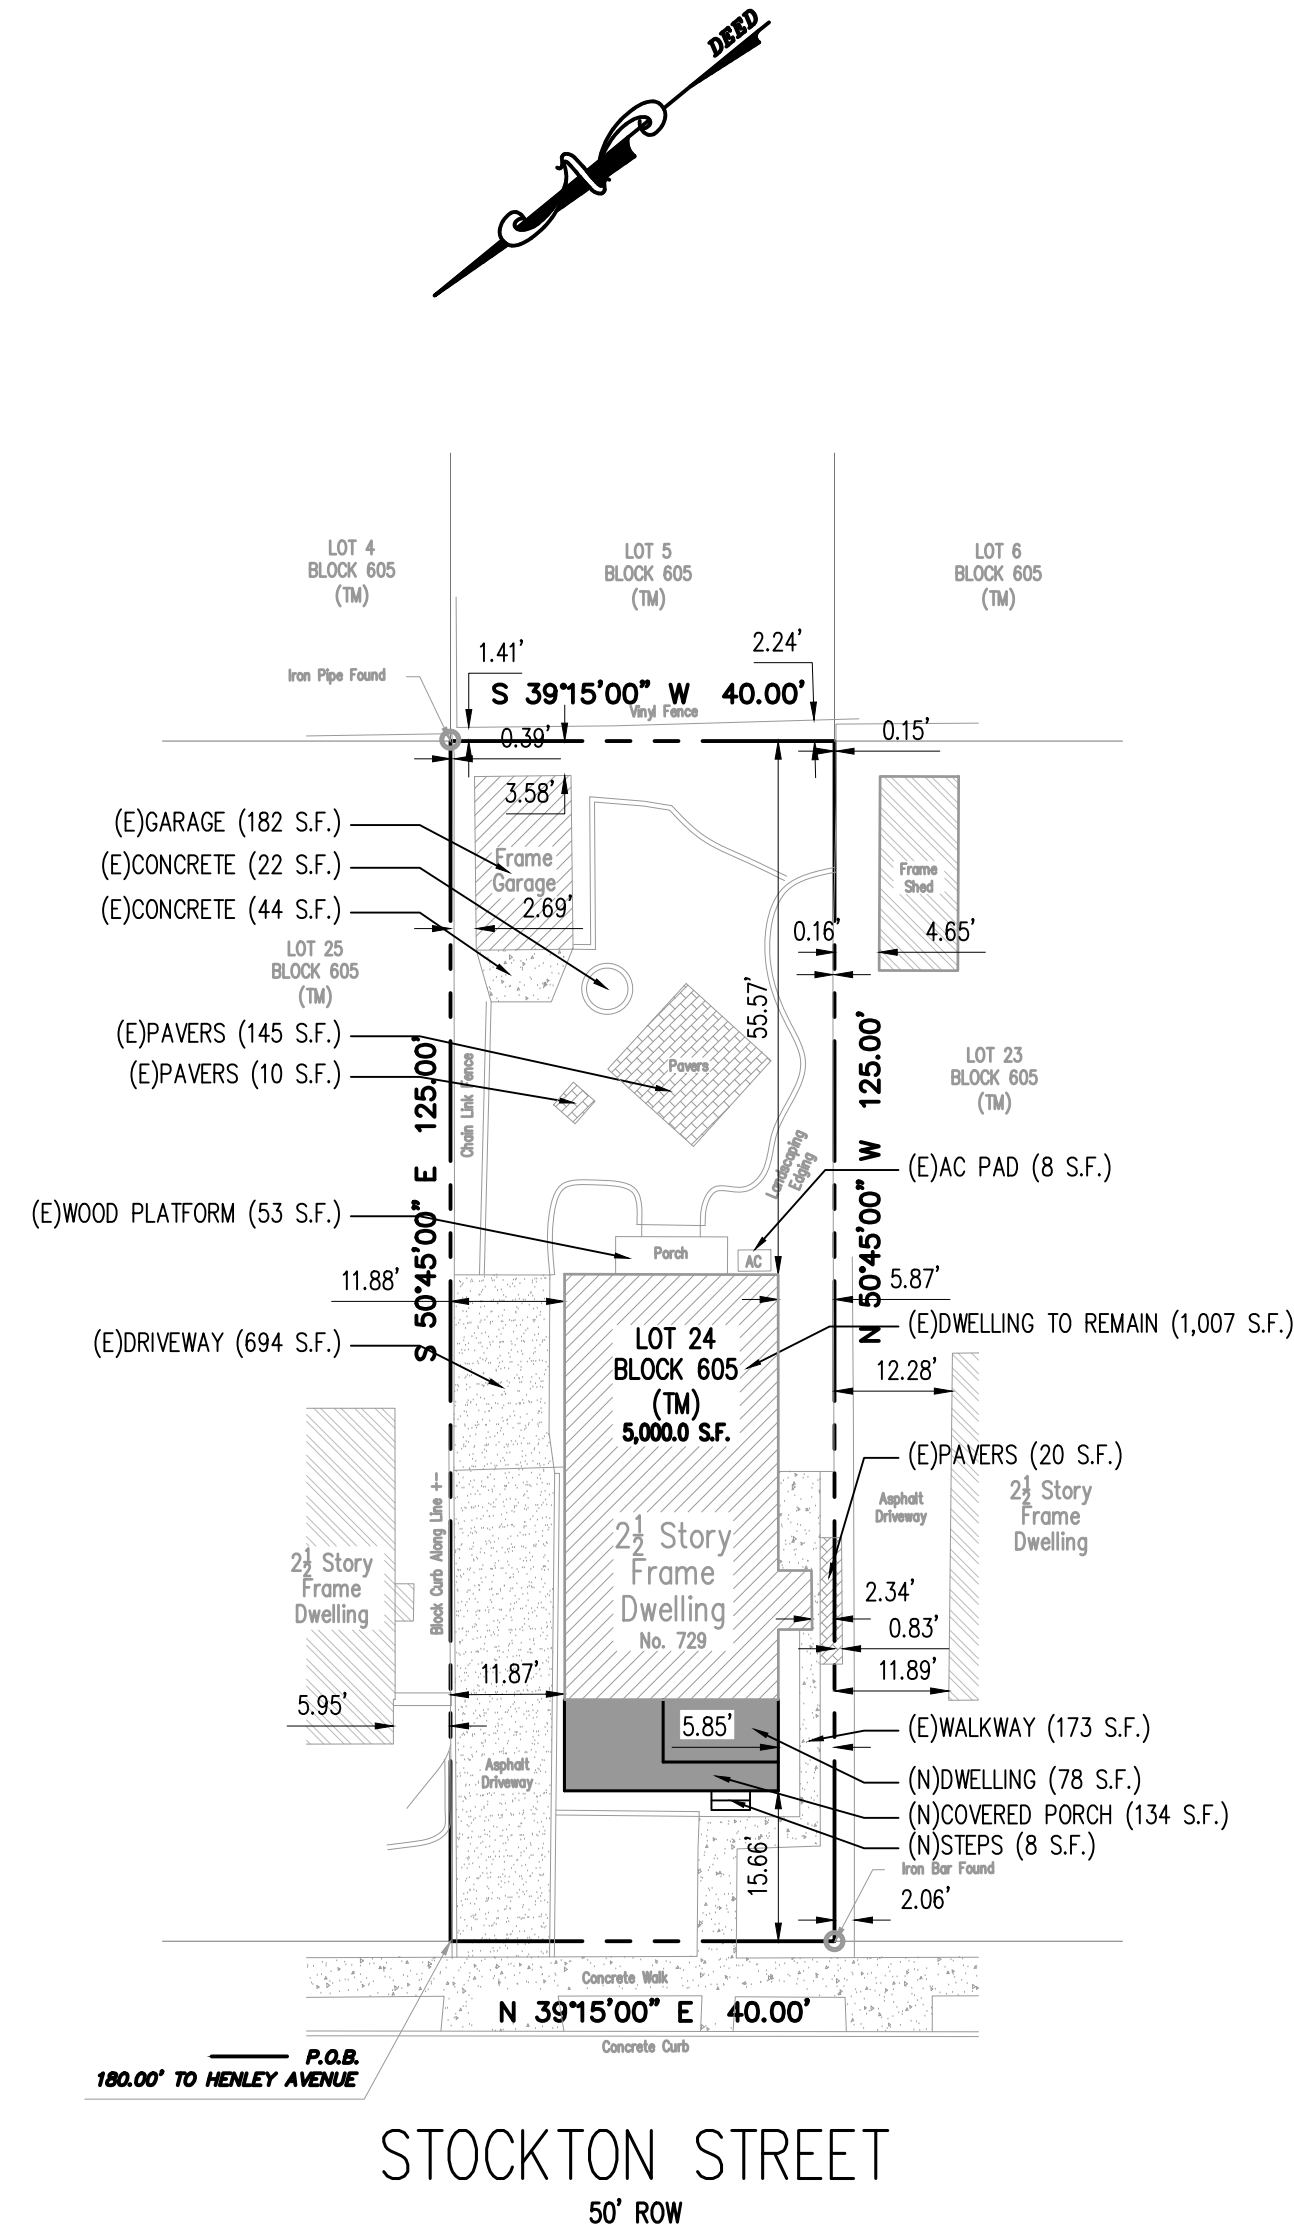 DEED
LOT 4
BLOCK 605
(TM)
LOT 5
BLOCK 605
(TM)
LOT 6
BLOCK 605
(TM)
1.41'
2.24'
Iron Pipe Found
S 39°15'00" W 40.00'
Vinyl Fence
0.39'
0.15'
3.58'
(E)GARAGE (182 S.F.)
(E)CONCRETE (22 S.F.)
(E)CONCRETE (44 S.F.)
Frame
Garage
2.69'
Frame
Shed
0.16'
4.65'
LOT 25
BLOCK 605
(TM)
55.57'
(E)PAVERS (145 S.F.)
(E)PAVERS (10 S.F.)
Pavers
S 50°45'00" E 125.00'
Chain Link Fence
N 50°45'00" W 125.00'
LOT 23
BLOCK 605
(TM)
Landscaping
Edging
(E)AC PAD (8 S.F.)
(E)WOOD PLATFORM (53 S.F.)
Porch
AC
11.88'
5.87'
(E)DRIVEWAY (694 S.F.)
LOT 24
BLOCK 605
(TM)
5,000.0 S.F.
(E)DWELLING TO REMAIN (1,007 S.F.)
12.28'
(E)PAVERS (20 S.F.)
Block Curb Along Line +-
Asphalt
Driveway
2½ Story
Frame
Dwelling
2½ Story
Frame
Dwelling
2½ Story
Frame
Dwelling
No. 729
2.34'
0.83'
11.89'
11.87'
5.95'
5.85'
(E)WALKWAY (173 S.F.)
Asphalt
Driveway
(N)DWELLING (78 S.F.)
(N)COVERED PORCH (134 S.F.)
(N)STEPS (8 S.F.)
15.66'
Iron Bar Found
2.06'
Concrete Walk
N 39°15'00" E 40.00'
Concrete Curb
P.O.B.
180.00' TO HENLEY AVENUE
STOCKTON STREET
50' ROW